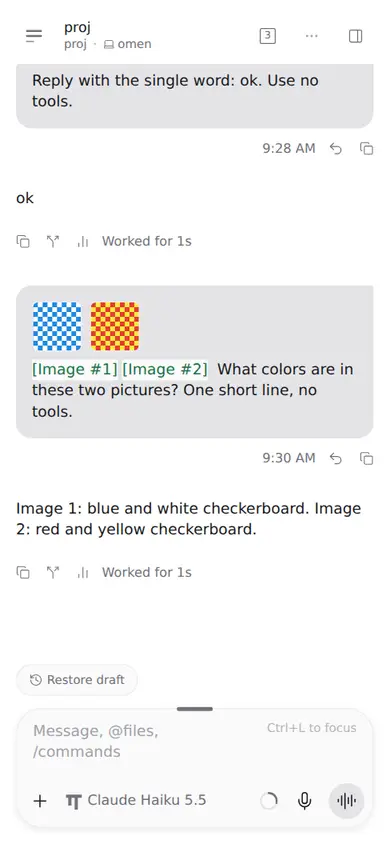 proj
proj · omen
3
Reply with the single word: ok. Use no
tools.
9:28 AM
ok
Worked for 1s
[Image #1] [Image #2] What colors are in
these two pictures? One short line, no
tools.
9:30 AM
Image 1: blue and white checkerboard. Image
2: red and yellow checkerboard.
Worked for 1s
Restore draft
Message, @files,
/commands
Ctrl+L to focus
Claude Haiku 5.5